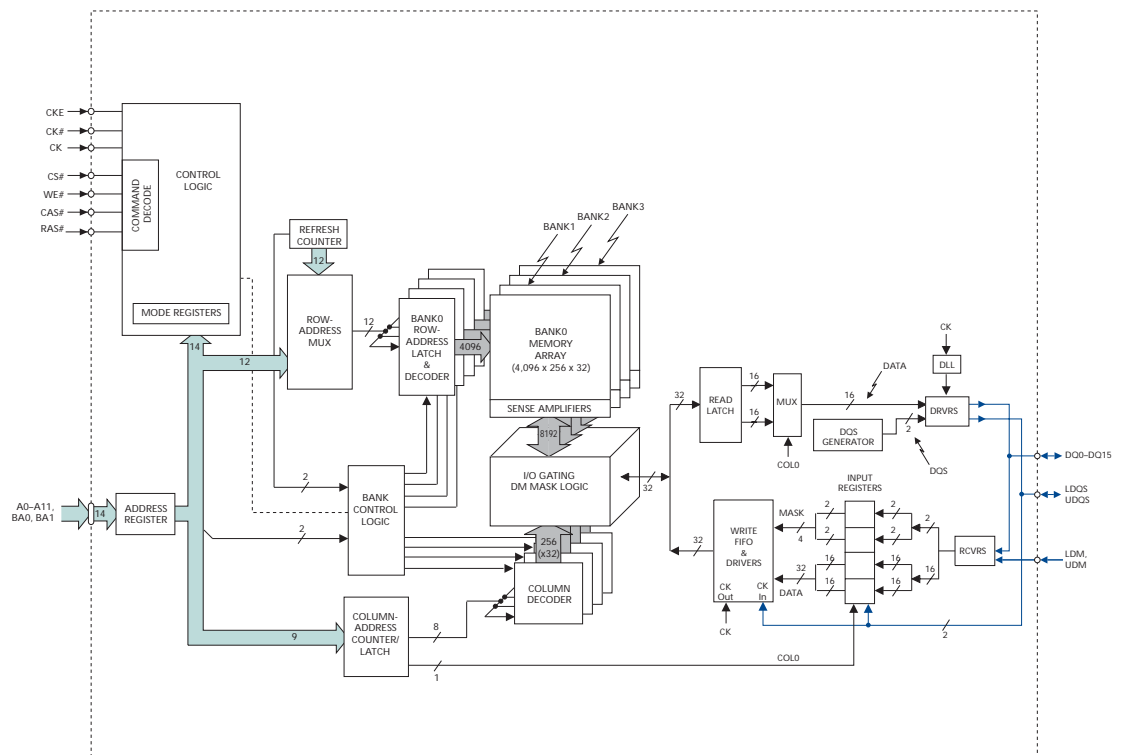 CKE
CK#
CK
CS#
WE#
CAS#
RAS#
COMMAND
DECODE
CONTROL
LOGIC
MODE REGISTERS
REFRESH
COUNTER
12
ROW-
ADDRESS
MUX
12
14
12
BANK0
ROW-
ADDRESS
LATCH
&
DECODER
4096
BANK1
BANK2
BANK3
BANK0
MEMORY
ARRAY
(4,096 x 256 x 32)
SENSE AMPLIFIERS
8192
I/O GATING
DM MASK LOGIC
32
32
READ
LATCH
16
16
MUX
COL0
16
DATA
DQS
GENERATOR
2
DQS
CK
DLL
DRVRS
DQ0–DQ15
LDQS
UDQS
LDM,
UDM
A0–A11,
BA0, BA1
14
ADDRESS
REGISTER
2
2
BANK
CONTROL
LOGIC
256
(x32)
COLUMN
DECODER
32
WRITE
FIFO
&
DRIVERS
CK
Out
CK
In
CK
MASK
4
32
DATA
2
2
16
16
INPUT
REGISTERS
2
2
16
16
2
16
RCVRS
2
9
COLUMN-
ADDRESS
COUNTER/
LATCH
8
1
COL0